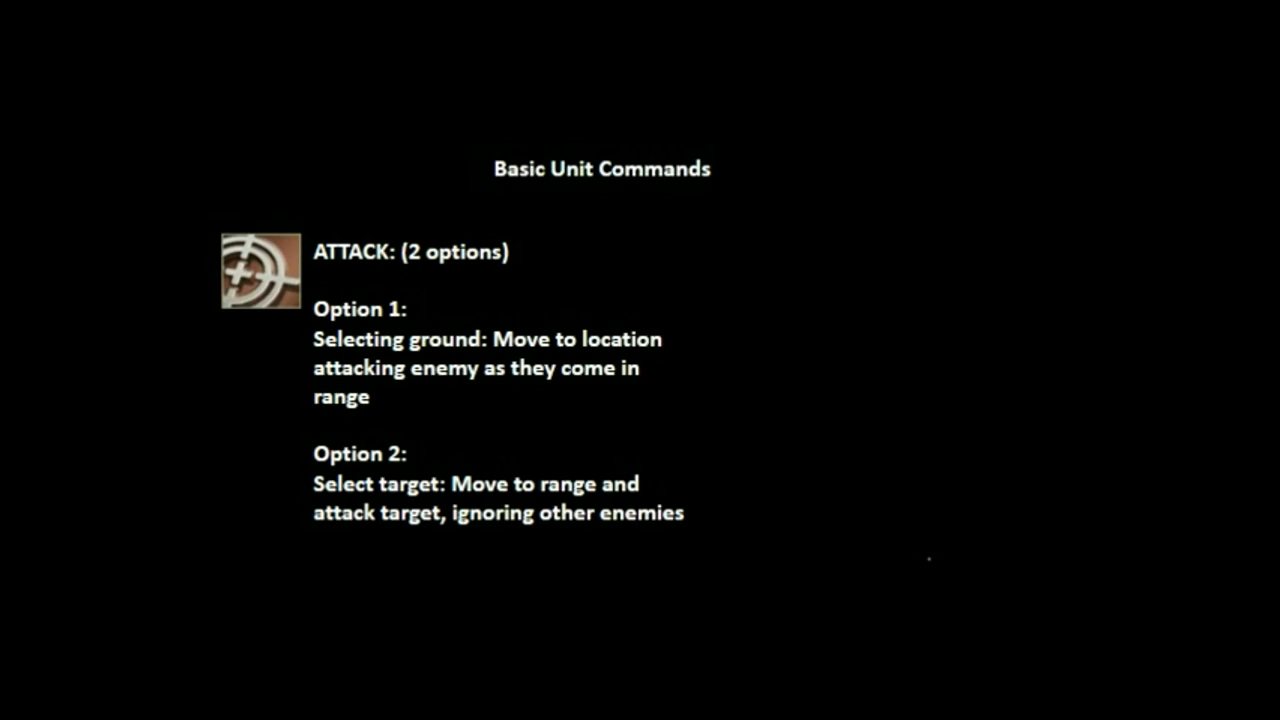 Basic Unit Commands
ATTACK: (2 options)
Option 1:
Selecting ground: Move to location
attacking enemy as they come in
range
Option 2:
Select target: Move to range and
attack target, ignoring other enemies